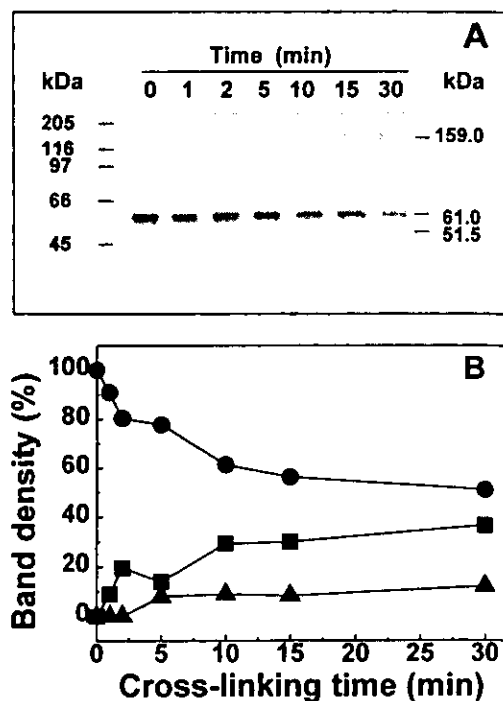 A
Time (min)
kDa 0 1 2 5 10 15 30 kDa
205
116
97
66
45
159.0
61.0
51.5
B
Band density (%)
100
80
60
40
20
0
0 5 10 15 20 25 30
Cross-linking time (min)